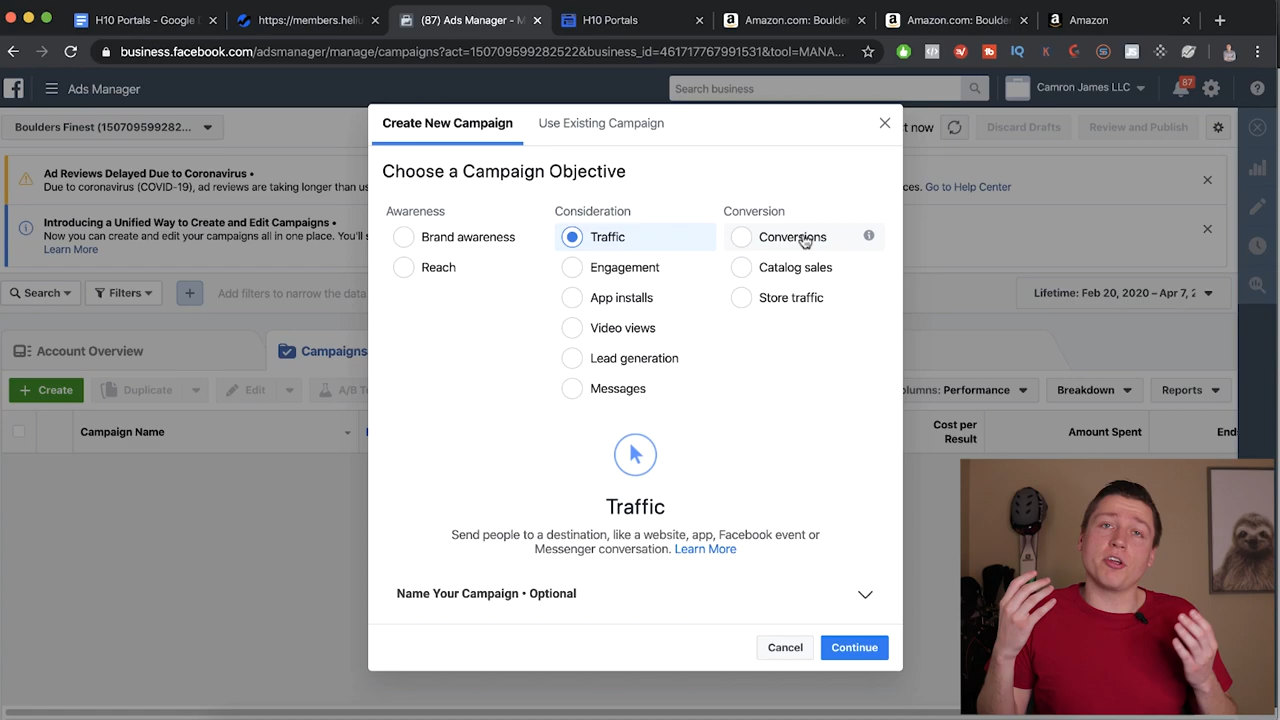 H10 Portals - Google D
https://members.helius
(87) Ads Manager - M
H10 Portals
Amazon.com: Boulder
Amazon.com: Boulder
Amazon
business.facebook.com/adsmanager/manage/campaigns?act=150709599282522&business_id=461717767991531&tool=MANA...
Ads Manager
Search business
Camron James LLC
87
Boulders Finest (150709599282...
t now
Discard Drafts
Review and Publish
Create New Campaign
Use Existing Campaign
Ad Reviews Delayed Due to Coronavirus •
Due to coronavirus (COVID-19), ad reviews are taking longer than us
ces. Go to Help Center
Introducing a Unified Way to Create and Edit Campaigns •
Now you can create and edit your campaigns all in one place. You'll s
Learn More
Choose a Campaign Objective
Awareness
Consideration
Conversion
Brand awareness
Traffic
Conversions
Reach
Engagement
Catalog sales
App installs
Store traffic
Video views
Lead generation
Messages
Search
Filters
Add filters to narrow the data
Lifetime: Feb 20, 2020 – Apr 7, 2
Account Overview
Campaigns
Create
Duplicate
Edit
A/B T
lumns: Performance
Breakdown
Reports
Campaign Name
Cost per
Result
Amount Spent
Ends
Traffic
Send people to a destination, like a website, app, Facebook event or
Messenger conversation. Learn More
Name Your Campaign • Optional
Cancel
Continue